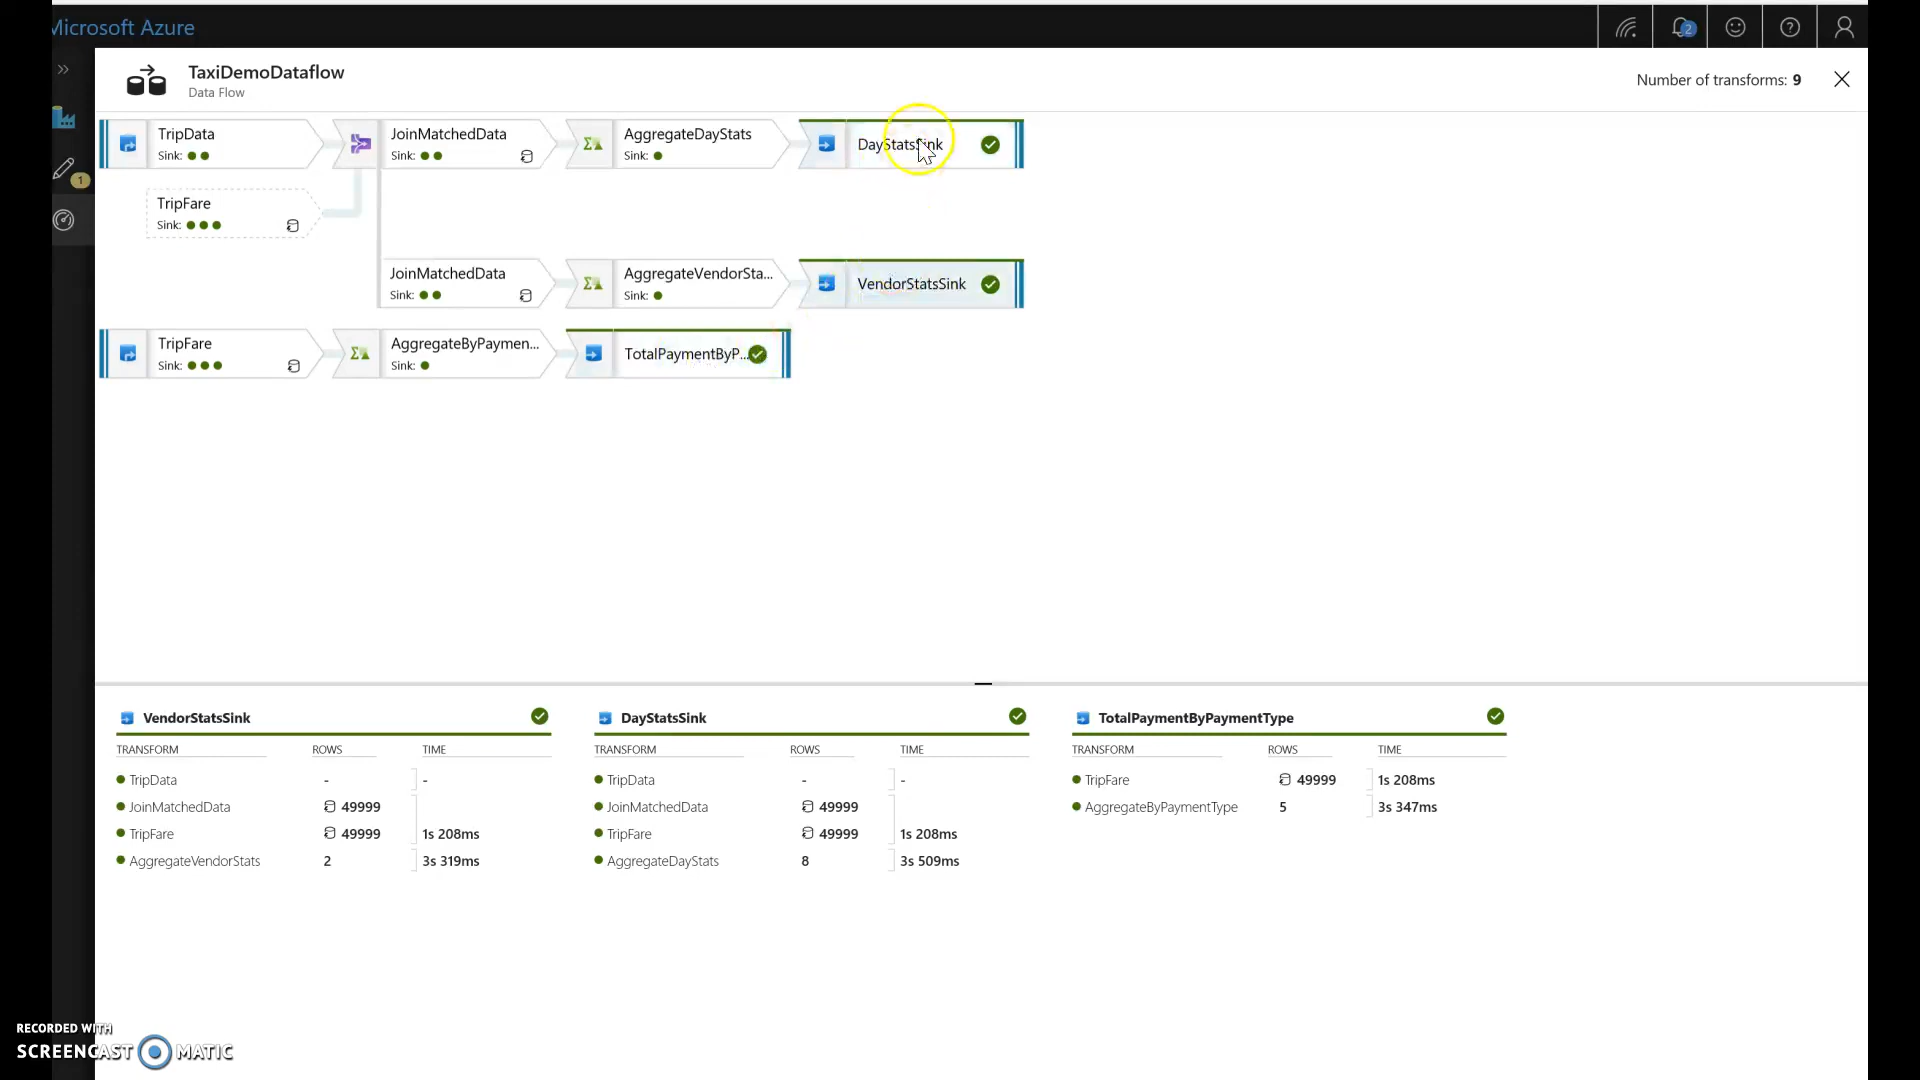 Microsoft Azure
2
TaxiDemoDataflow
Data Flow
Number of transforms: 9
1
TripData
Sink:
JoinMatchedData
Sink:
AggregateDayStats
Sink:
DayStatsSink
TripFare
Sink:
JoinMatchedData
Sink:
AggregateVendorSta...
Sink:
VendorStatsSink
TripFare
Sink:
AggregateByPaymen...
Sink:
TotalPaymentByP...
VendorStatsSink
TRANSFORM ROWS TIME
TripData - -
JoinMatchedData 49999
TripFare 49999 1s 208ms
AggregateVendorStats 2 3s 319ms
DayStatsSink
TRANSFORM ROWS TIME
TripData - -
JoinMatchedData 49999
TripFare 49999 1s 208ms
AggregateDayStats 8 3s 509ms
TotalPaymentByPaymentType
TRANSFORM ROWS TIME
TripFare 49999 1s 208ms
AggregateByPaymentType 5 3s 347ms
RECORDED WITH
SCREENCAST MATIC